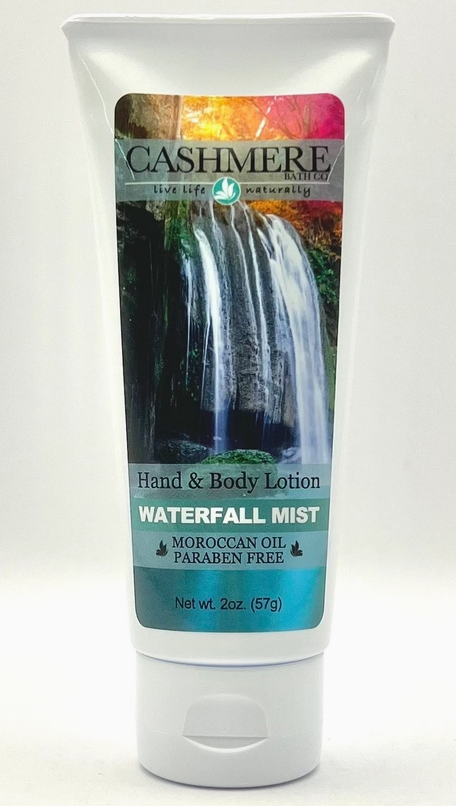 CASHMERE
BATH CO
live life naturally
Hand & Body Lotion
WATERFALL MIST
MOROCCAN OIL
PARABEN FREE
Net wt. 2oz. (57g)